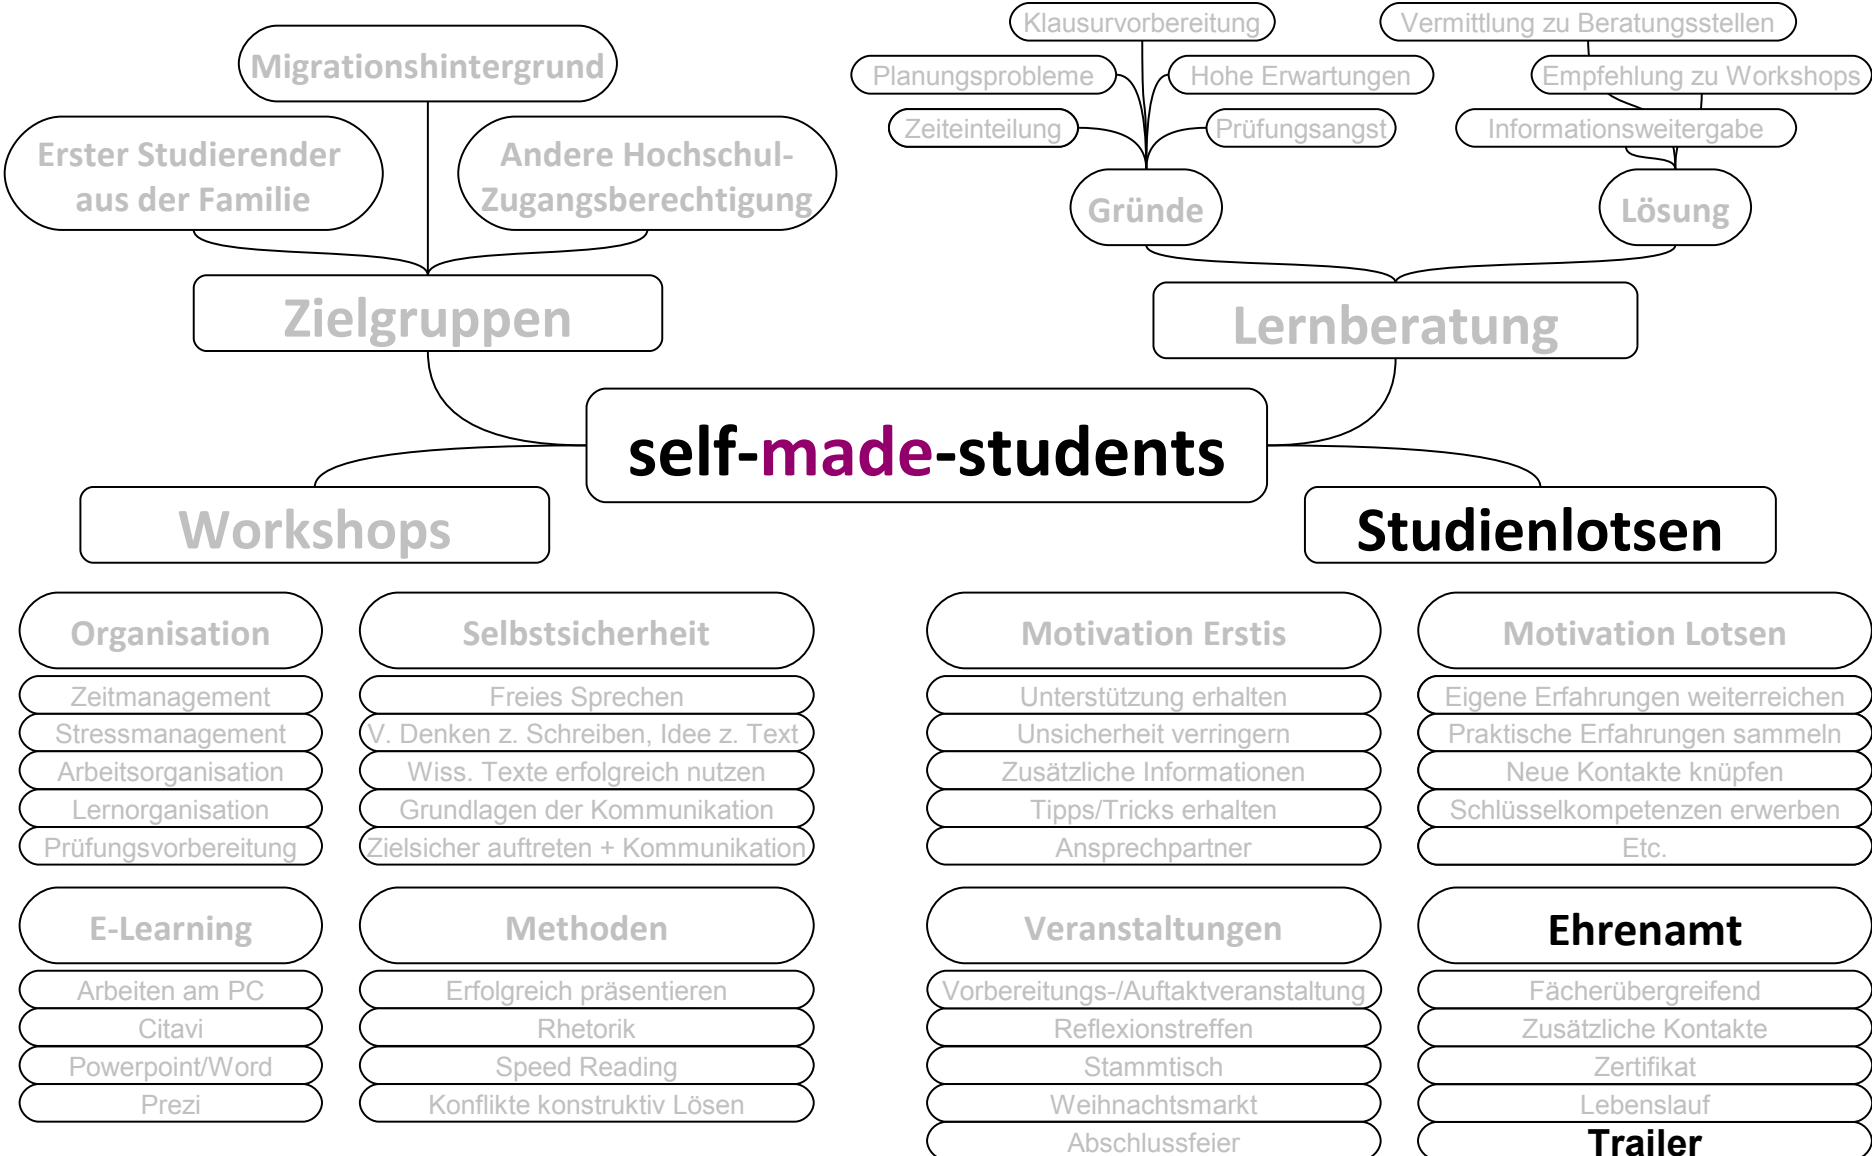 Klausurvorbereitung
Vermittlung zu Beratungsstellen
Migrationshintergrund
Planungsprobleme
Hohe Erwartungen
Empfehlung zu Workshops
Zeiteinteilung
Prüfungsangst
Informationsweitergabe
Erster Studierender
aus der Familie
Andere Hochschul-
Zugangsberechtigung
Gründe
Lösung
Zielgruppen
Lernberatung
self-made-students
Workshops
Studienlotsen
Organisation
Zeitmanagement
Stressmanagement
Arbeitsorganisation
Lernorganisation
Prüfungsvorbereitung
Selbstsicherheit
Freies Sprechen
V. Denken z. Schreiben, Idee z. Text
Wiss. Texte erfolgreich nutzen
Grundlagen der Kommunikation
Zielsicher auftreten + Kommunikation
Motivation Erstis
Unterstützung erhalten
Unsicherheit verringern
Zusätzliche Informationen
Tipps/Tricks erhalten
Ansprechpartner
Motivation Lotsen
Eigene Erfahrungen weiterreichen
Praktische Erfahrungen sammeln
Neue Kontakte knüpfen
Schlüsselkompetenzen erwerben
Etc.
E-Learning
Arbeiten am PC
Citavi
Powerpoint/Word
Prezi
Methoden
Erfolgreich präsentieren
Rhetorik
Speed Reading
Konflikte konstruktiv Lösen
Veranstaltungen
Vorbereitungs-/Auftaktveranstaltung
Reflexionstreffen
Stammtisch
Weihnachtsmarkt
Abschlussfeier
Ehrenamt
Fächerübergreifend
Zusätzliche Kontakte
Zertifikat
Lebenslauf
Trailer